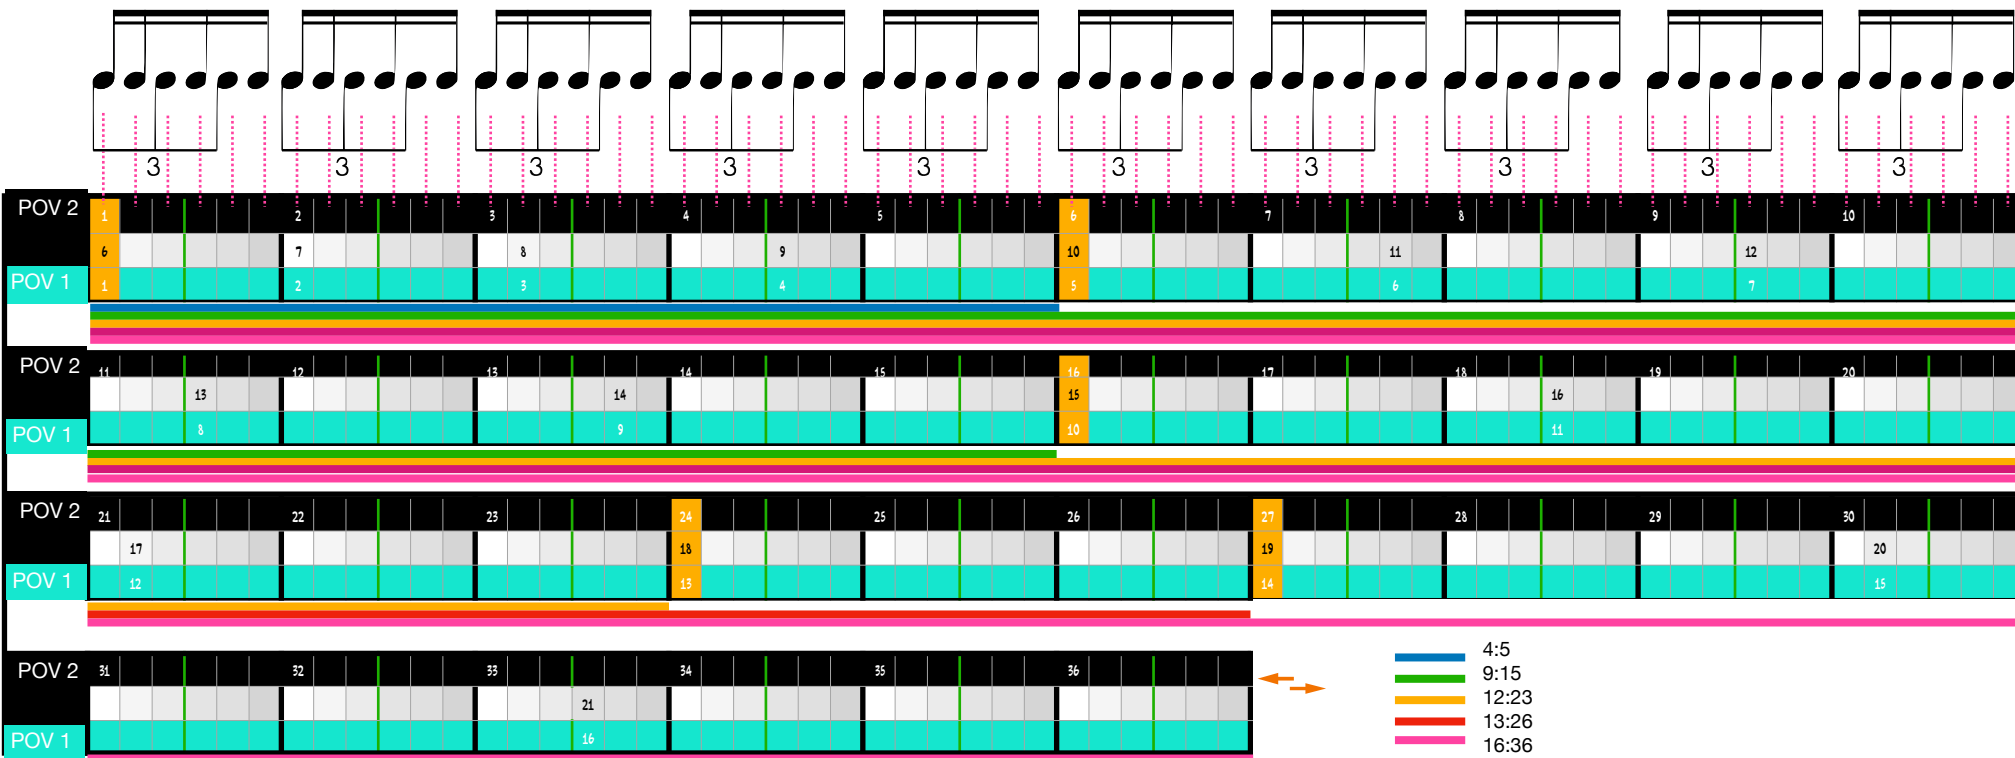 3 3 3 3 3 3 3 3 3 3
POV 2 1 2 3 4 5 6 7 8 9 10
6 7 8 9 10 11 12
POV 1 1 2 3 4 5 6 7
POV 2 11 12 13 14 15 16 17 18 19 20
13 14 15 16
POV 1 8 9 10 11
POV 2 21 22 23 24 25 26 27 28 29 30
17 18 19 20
POV 1 12 13 14 15
POV 2 31 32 33 34 35 36
21
POV 1 16
4:5
9:15
12:23
13:26
16:36